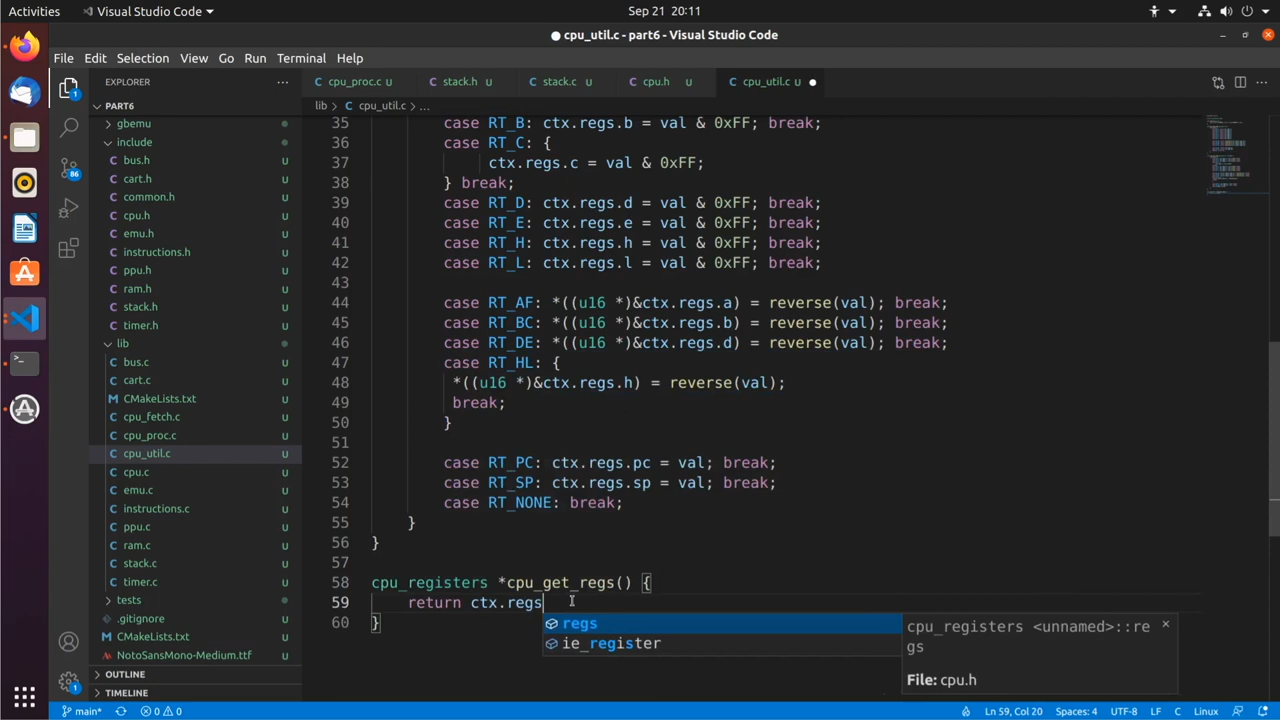 Activities
Visual Studio Code
Sep 21 20:11
cpu_util.c - part6 - Visual Studio Code
File Edit Selection View Go Run Terminal Help
EXPLORER
cpu_proc.c U
stack.h U
stack.c U
cpu.h U
cpu_util.c U
lib > C cpu_util.c > ...
PART6
gbemu
include
bus.h U
cart.h U
common.h U
cpu.h U
emu.h U
instructions.h U
ppu.h U
ram.h U
stack.h U
timer.h U
lib
bus.c U
cart.c U
CMakeLists.txt U
cpu_fetch.c U
cpu_proc.c U
cpu_util.c U
cpu.c U
emu.c U
instructions.c U
ppu.c U
ram.c U
stack.c U
timer.c U
tests
.gitignore U
CMakeLists.txt U
NotoSansMono-Medium.ttf U
OUTLINE
TIMELINE
1
86
1
35 case RT_B: ctx.regs.b = val & 0xFF; break;
36 case RT_C: {
37 ctx.regs.c = val & 0xFF;
38 } break;
39 case RT_D: ctx.regs.d = val & 0xFF; break;
40 case RT_E: ctx.regs.e = val & 0xFF; break;
41 case RT_H: ctx.regs.h = val & 0xFF; break;
42 case RT_L: ctx.regs.l = val & 0xFF; break;
43
44 case RT_AF: *((u16 *)&ctx.regs.a) = reverse(val); break;
45 case RT_BC: *((u16 *)&ctx.regs.b) = reverse(val); break;
46 case RT_DE: *((u16 *)&ctx.regs.d) = reverse(val); break;
47 case RT_HL: {
48 *((u16 *)&ctx.regs.h) = reverse(val);
49 break;
50 }
51
52 case RT_PC: ctx.regs.pc = val; break;
53 case RT_SP: ctx.regs.sp = val; break;
54 case RT_NONE: break;
55 }
56 }
57
58 cpu_registers *cpu_get_regs() {
59 return ctx.regs
60 }
regs
ie_register
cpu_registers <unnamed>::re
gs
File: cpu.h
main* 0 0
Ln 59, Col 20 Spaces: 4 UTF-8 LF C Linux